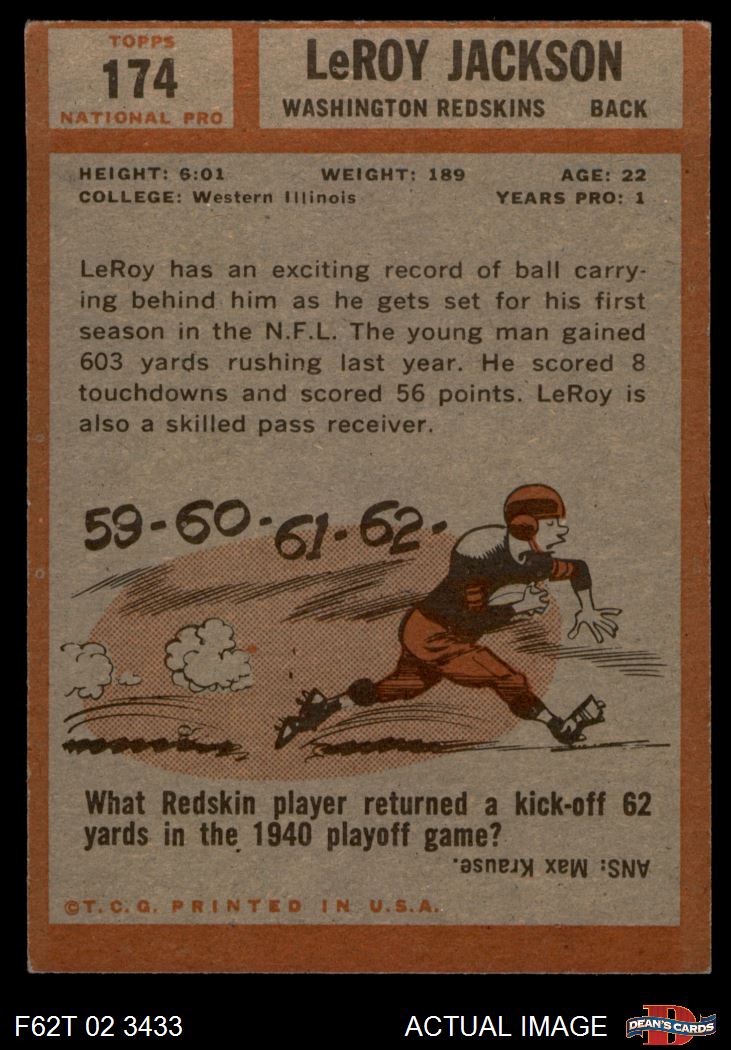 TOPPS
174
NATIONAL PRO
LeROY JACKSON
WASHINGTON REDSKINS BACK
HEIGHT: 6:01 WEIGHT: 189 AGE: 22
COLLEGE: Western Illinois YEARS PRO: 1
LeRoy has an exciting record of ball carry-
ing behind him as he gets set for his first
season in the N.F.L. The young man gained
603 yards rushing last year. He scored 8
touchdowns and scored 56 points. LeRoy is
also a skilled pass receiver.
59-60-61-62-
What Redskin player returned a kick-off 62
yards in the 1940 playoff game?
ANS: Max Krause.
©T.C.G. PRINTED IN U.S.A.
F62T 02 3433 ACTUAL IMAGE
D
DEAN'S CARDS